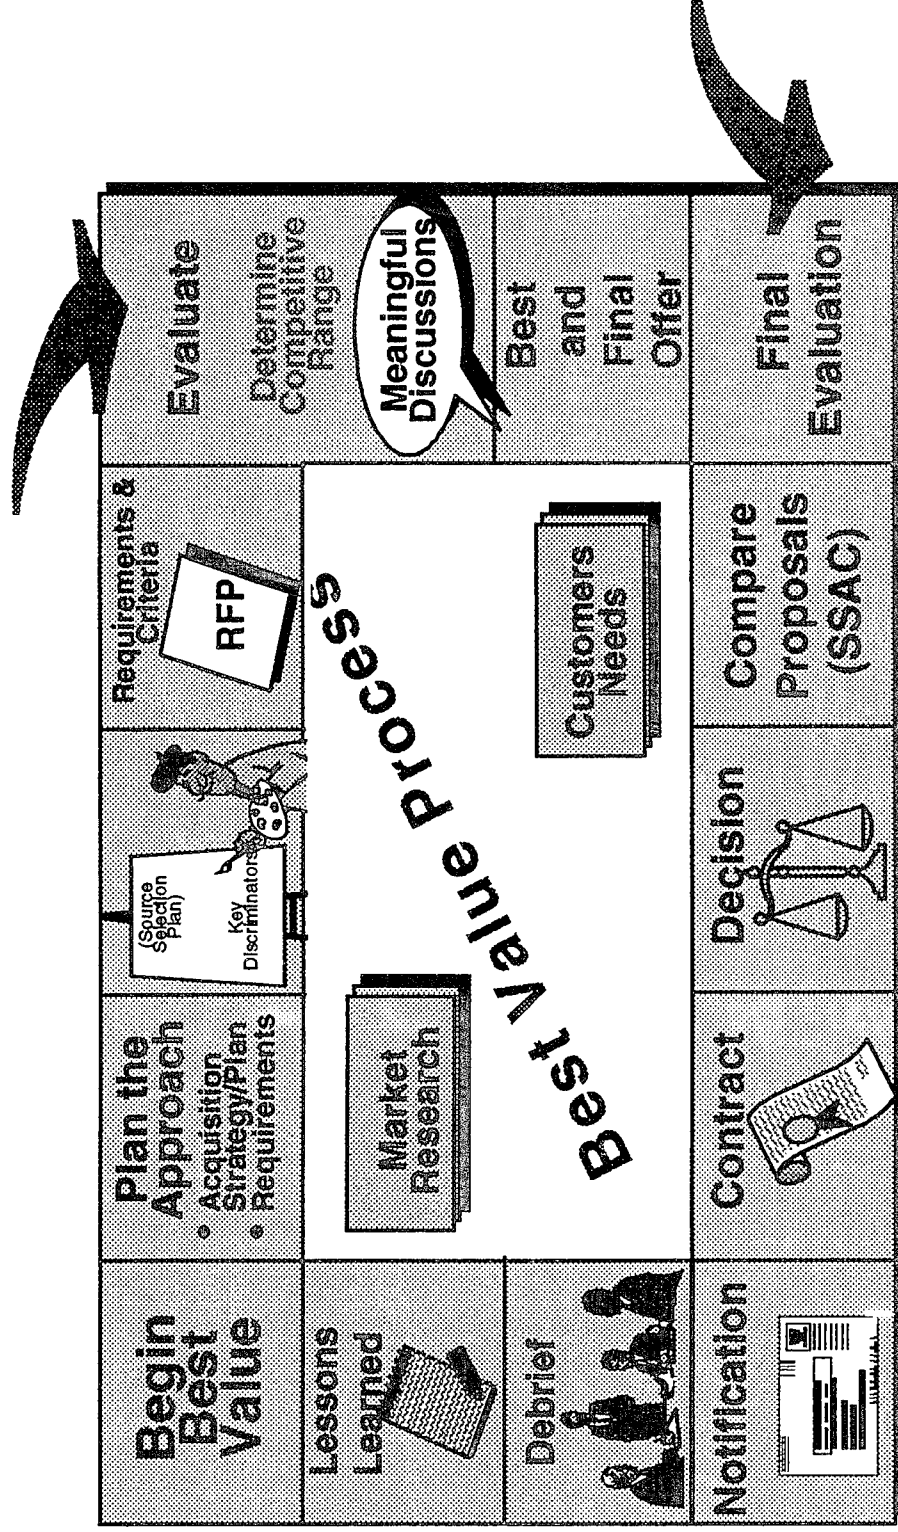 Begin
Best
Value
Plan the
Approach
• Acquisition
Strategy/Plan
• Requirements
(Source
Selection
Plan)
Key
Discriminators
Requirements &
Criteria
RFP
Evaluate
Determine
Competitive
Range
Meaningful
Discussions
Best
and
Final
Offer
Final
Evaluation
Compare
Proposals
(SSAC)
Decision
Contract
Notification
Debrief
Lessons
Learned
Market
Research
Best Value Process
Customers
Needs